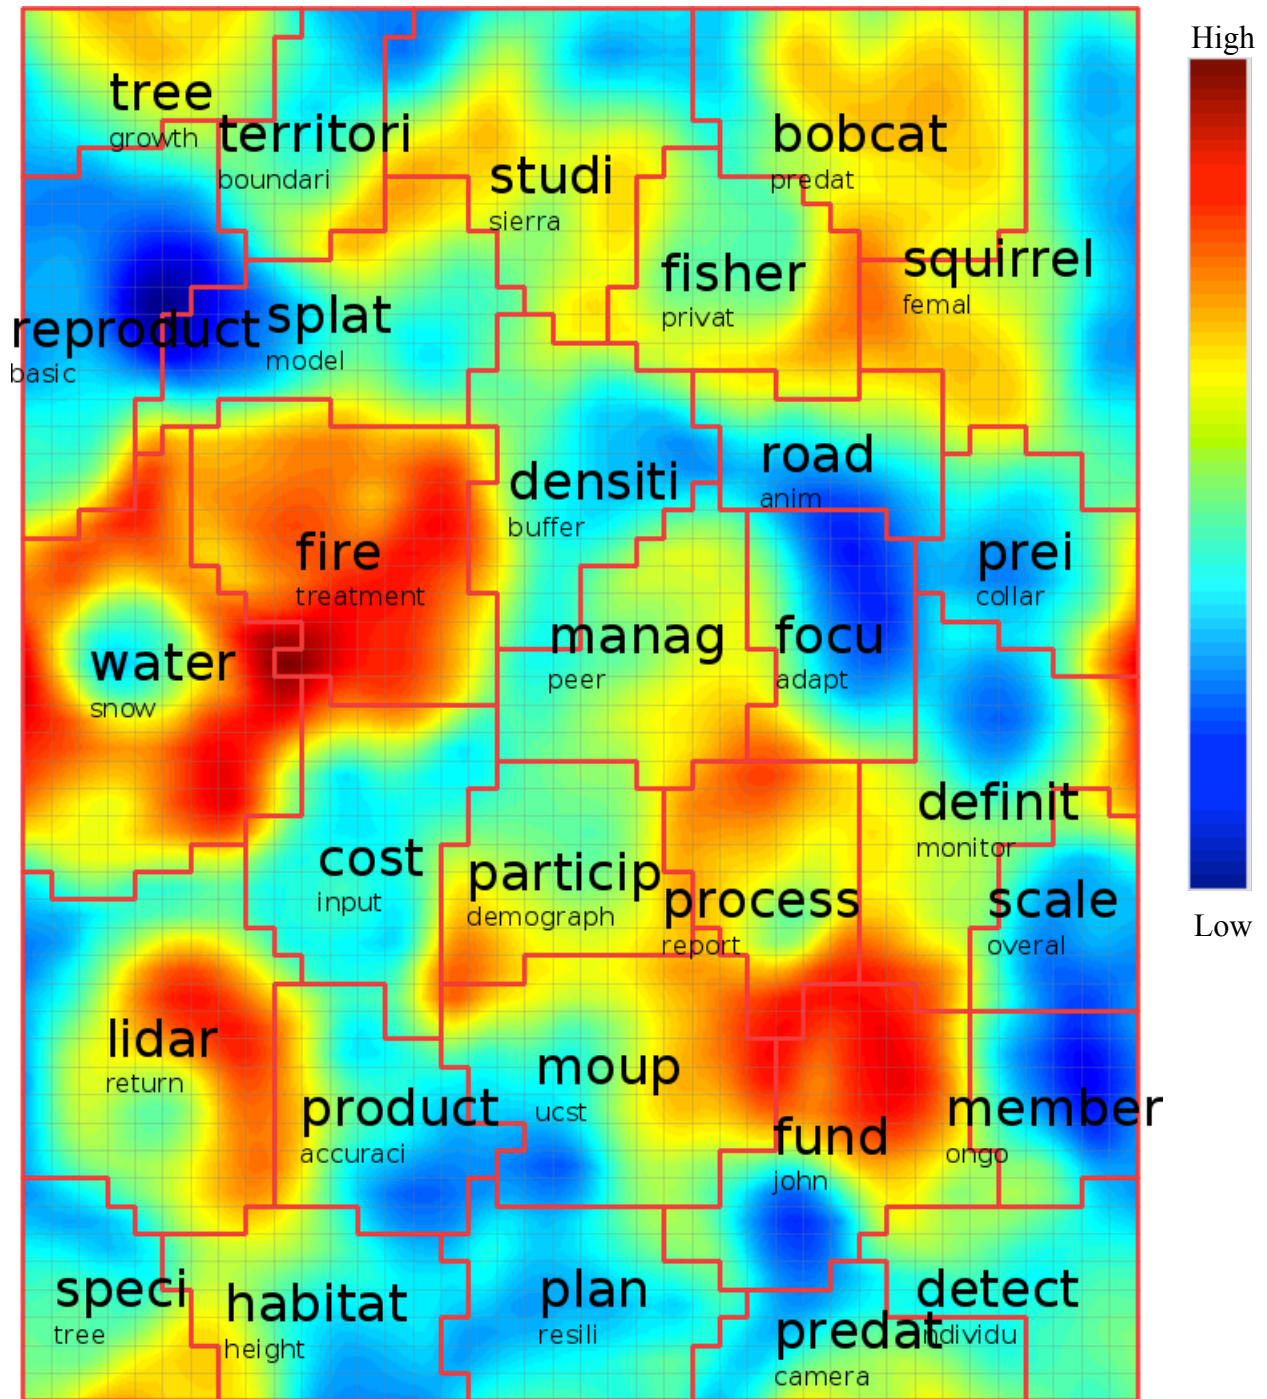 High
tree
growth
territori
boundari
bobcat
predat
studi
sierra
squirrel
femal
fisher
privat
splat
model
reproduct
basic
road
anim
densiti
buffer
fire
treatment
prei
collar
manag
peer
focu
adapt
water
snow
definit
monitor
cost
input
particip
demograph
process
report
scale
overal
Low
lidar
return
moup
ucst
product
accuraci
member
ongo
fund
john
speci
tree
habitat
height
plan
resili
detect
individu
predat
camera